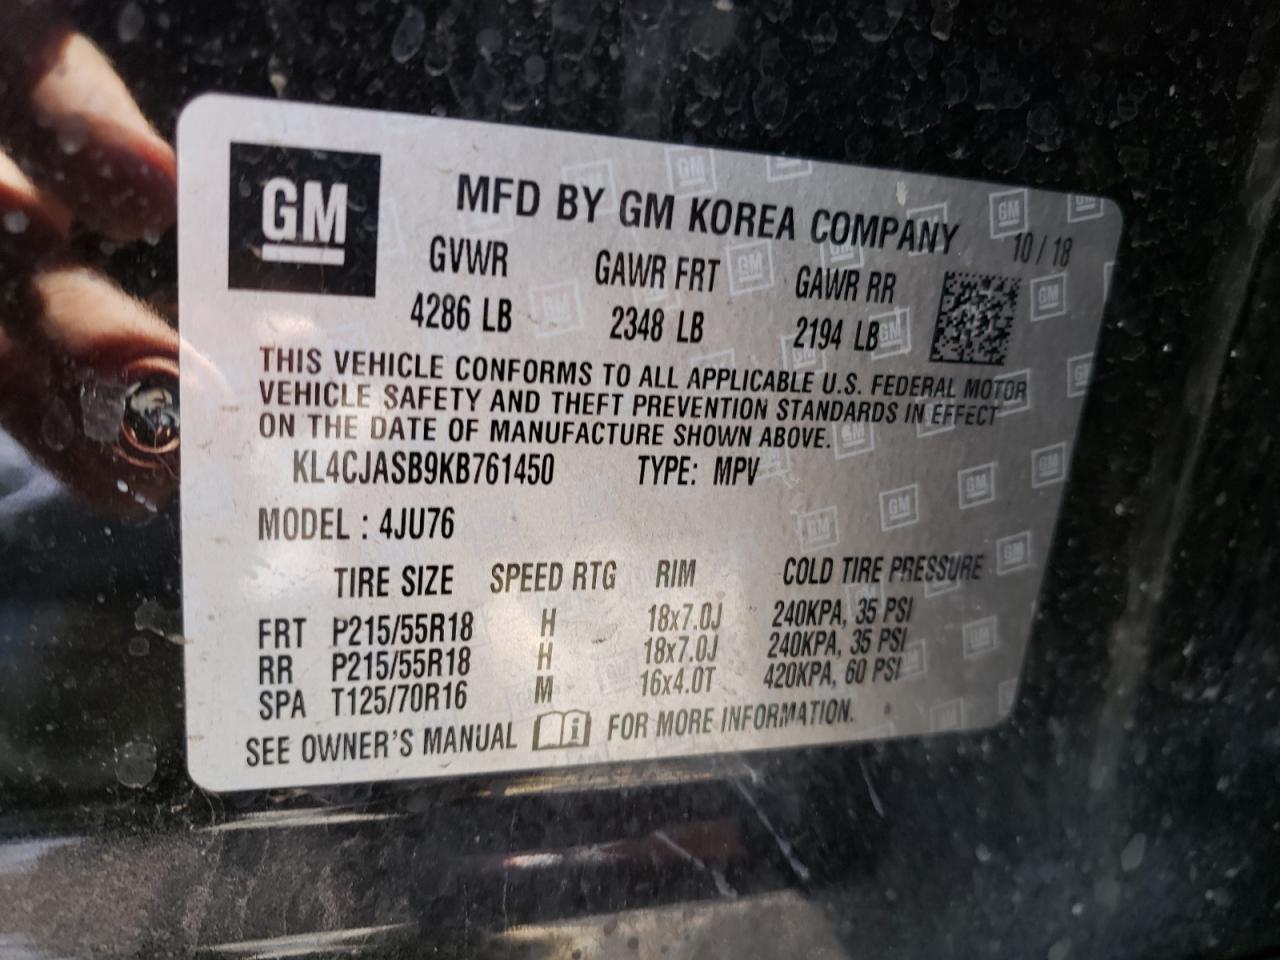 GM
MFD BY GM KOREA COMPANY
10 / 18
GVWR GAWR FRT GAWR RR
4286 LB 2348 LB 2194 LB
THIS VEHICLE CONFORMS TO ALL APPLICABLE U.S. FEDERAL MOTOR
VEHICLE SAFETY AND THEFT PREVENTION STANDARDS IN EFFECT
ON THE DATE OF MANUFACTURE SHOWN ABOVE.
KL4CJASB9KB761450 TYPE: MPV
MODEL : 4JU76
TIRE SIZE SPEED RTG RIM COLD TIRE PRESSURE
FRT P215/55R18 H 18x7.0J 240KPA, 35 PSI
RR P215/55R18 H 18x7.0J 240KPA, 35 PSI
SPA T125/70R16 M 16x4.0T 420KPA, 60 PSI
SEE OWNER'S MANUAL FOR MORE INFORMATION.